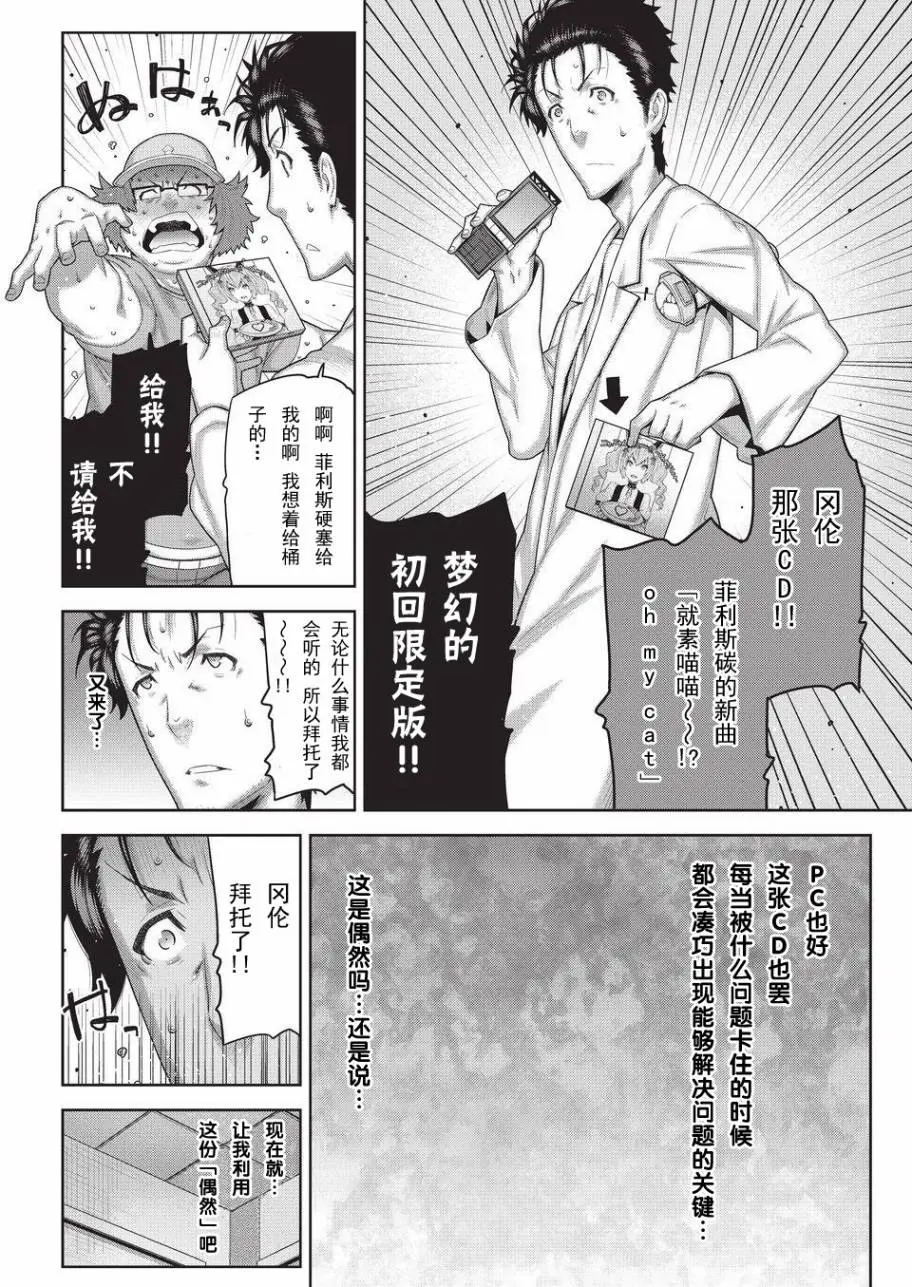 冈伦
那张CD!!
菲利斯碳的新曲
「就素喵喵～～!?
oh my cat」
梦幻的
初回限定版!!
ぬはぁっ
啊啊 菲利斯硬塞给
我的啊 我想着给桶
子的…
给我!!
不
请给我!!
无论什么事情我都
会听的 所以拜托了
～～～!!
又来了…
PC也好
这张CD也罢
每当被什么问题卡住的时候
都会凑巧出现能够解决问题的关键…
这是偶然吗…还是说…
冈伦
拜托了!!
はっ
现在就…
让我利用
这份「偶然」吧